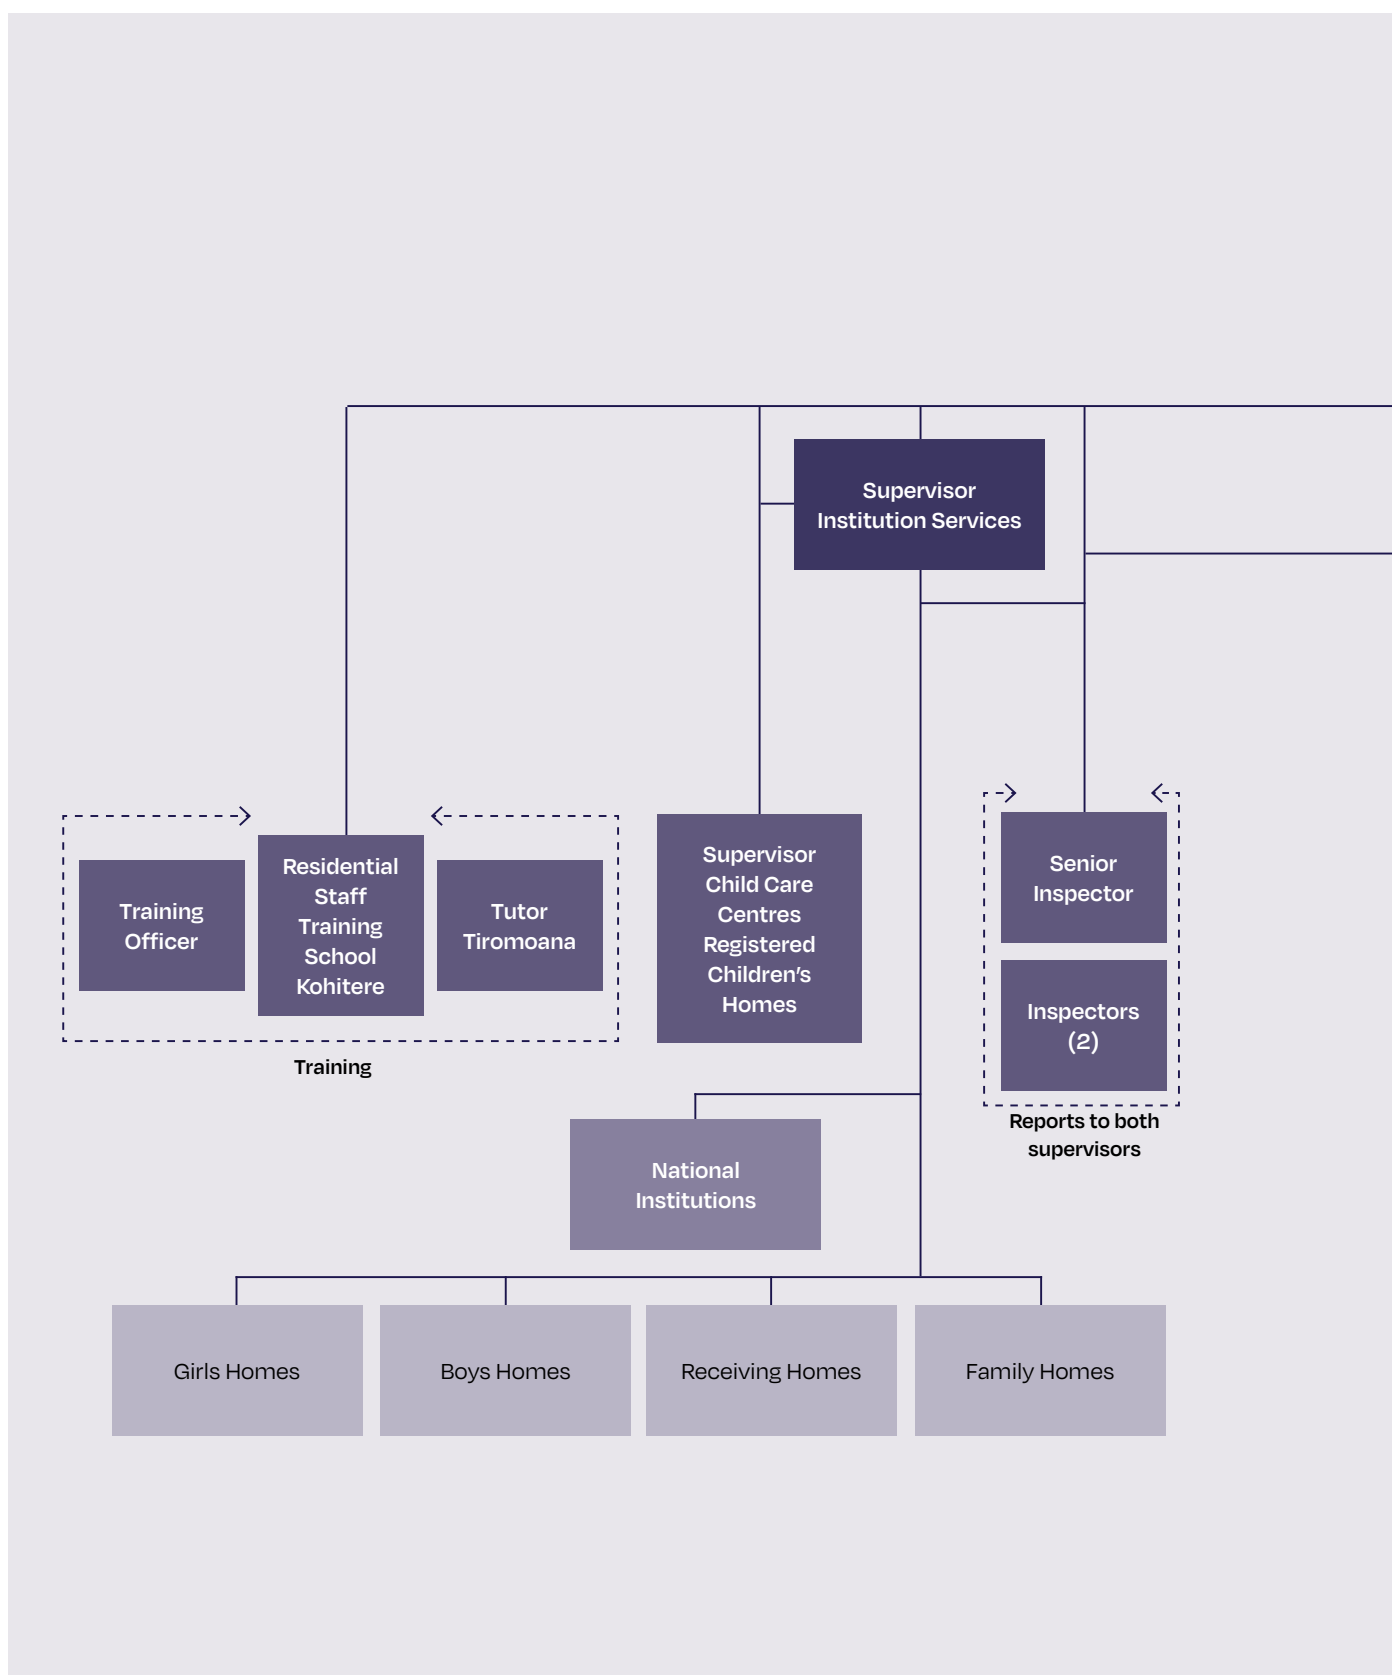 Supervisor
Institution Services
Training
Officer
Residential
Staff
Training
School
Kohitere
Tutor
Tiromoana
Training
Supervisor
Child Care
Centres
Registered
Children’s
Homes
Senior
Inspector
Inspectors
(2)
Reports to both
supervisors
National
Institutions
Girls Homes
Boys Homes
Receiving Homes
Family Homes